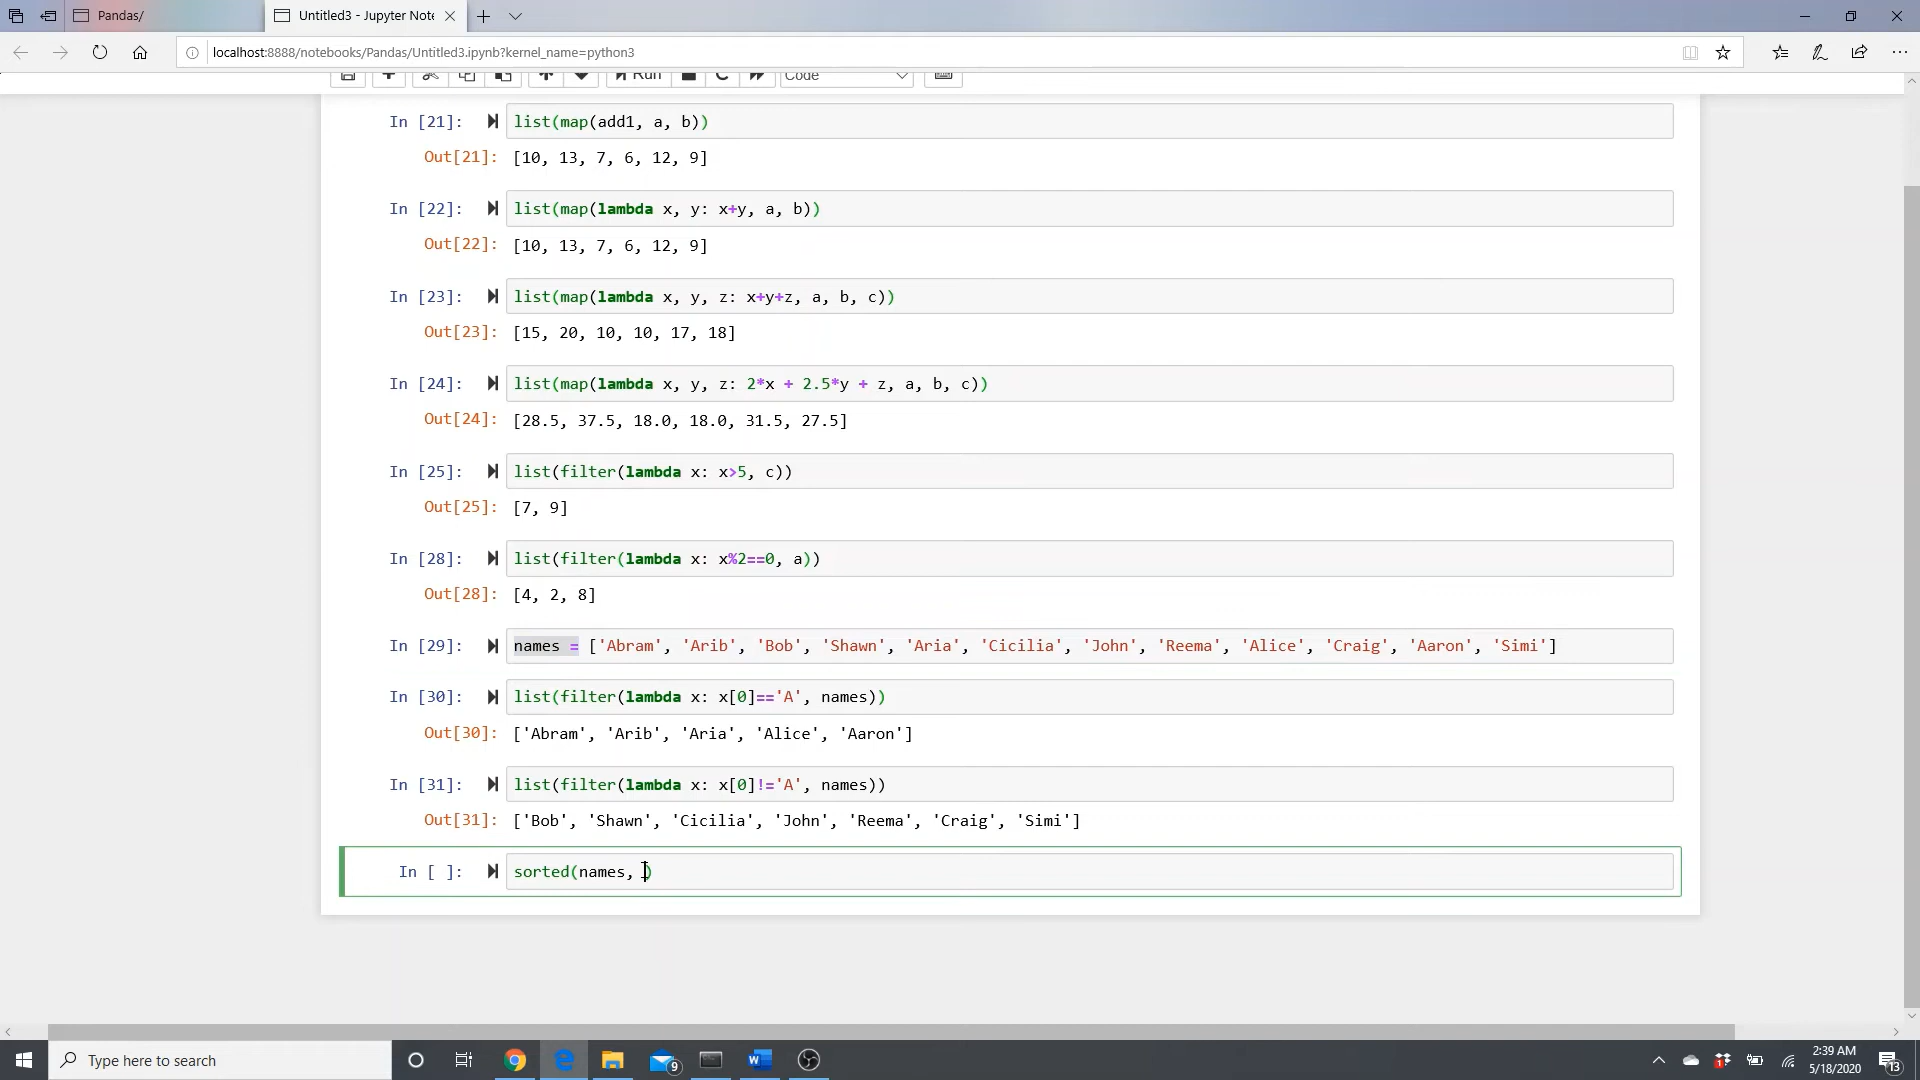 Pandas/
Untitled3 - Jupyter Note
localhost:8888/notebooks/Pandas/Untitled3.ipynb?kernel_name=python3
Run
Code
In [21]: list(map(add1, a, b))
Out[21]: [10, 13, 7, 6, 12, 9]
In [22]: list(map(lambda x, y: x+y, a, b))
Out[22]: [10, 13, 7, 6, 12, 9]
In [23]: list(map(lambda x, y, z: x+y+z, a, b, c))
Out[23]: [15, 20, 10, 10, 17, 18]
In [24]: list(map(lambda x, y, z: 2*x + 2.5*y + z, a, b, c))
Out[24]: [28.5, 37.5, 18.0, 18.0, 31.5, 27.5]
In [25]: list(filter(lambda x: x>5, c))
Out[25]: [7, 9]
In [28]: list(filter(lambda x: x%2==0, a))
Out[28]: [4, 2, 8]
In [29]: names = ['Abram', 'Arib', 'Bob', 'Shawn', 'Aria', 'Cicilia', 'John', 'Reema', 'Alice', 'Craig', 'Aaron', 'Simi']
In [30]: list(filter(lambda x: x[0]=='A', names))
Out[30]: ['Abram', 'Arib', 'Aria', 'Alice', 'Aaron']
In [31]: list(filter(lambda x: x[0]!='A', names))
Out[31]: ['Bob', 'Shawn', 'Cicilia', 'John', 'Reema', 'Craig', 'Simi']
In [ ]: sorted(names, )
Type here to search
9
W
1
2:39 AM
5/18/2020
13